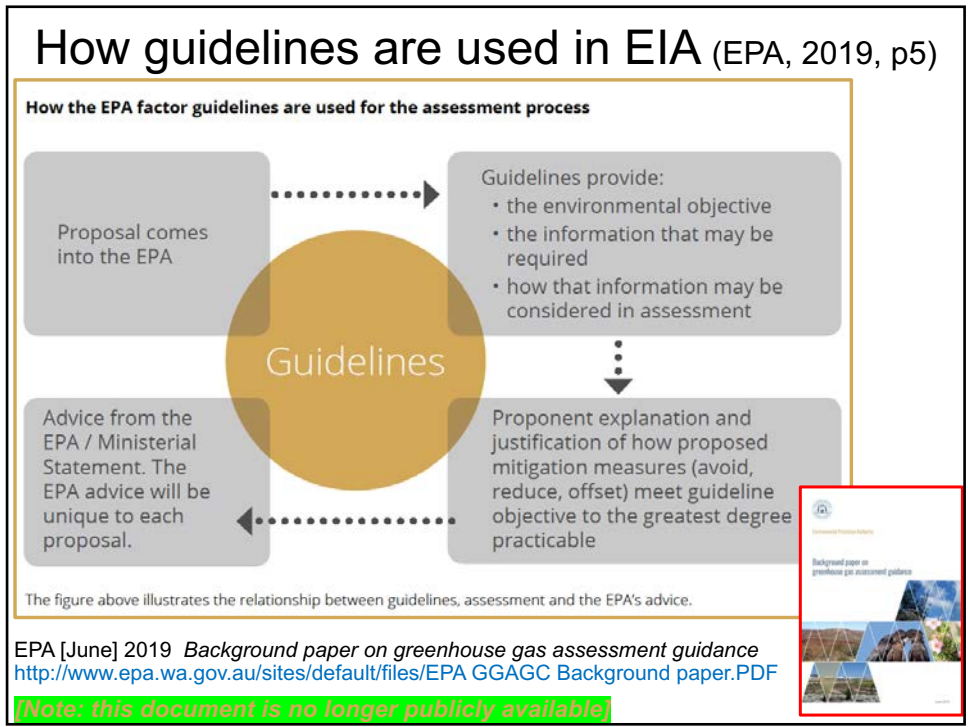 How guidelines are used in EIA (EPA, 2019, p5)
How the EPA factor guidelines are used for the assessment process
Proposal comes
into the EPA
Guidelines provide:
• the environmental objective
• the information that may be
required
• how that information may be
considered in assessment
Guidelines
Advice from the
EPA / Ministerial
Statement. The
EPA advice will be
unique to each
proposal.
Proponent explanation and
justification of how proposed
mitigation measures (avoid,
reduce, offset) meet guideline
objective to the greatest degree
practicable
The figure above illustrates the relationship between guidelines, assessment and the EPA's advice.
Environmental Protection Authority
Background paper on
greenhouse gas assessment guidance
EPA [June] 2019 Background paper on greenhouse gas assessment guidance
http://www.epa.wa.gov.au/sites/default/files/EPA GGAGC Background paper.PDF
[Note: this document is no longer publicly available]